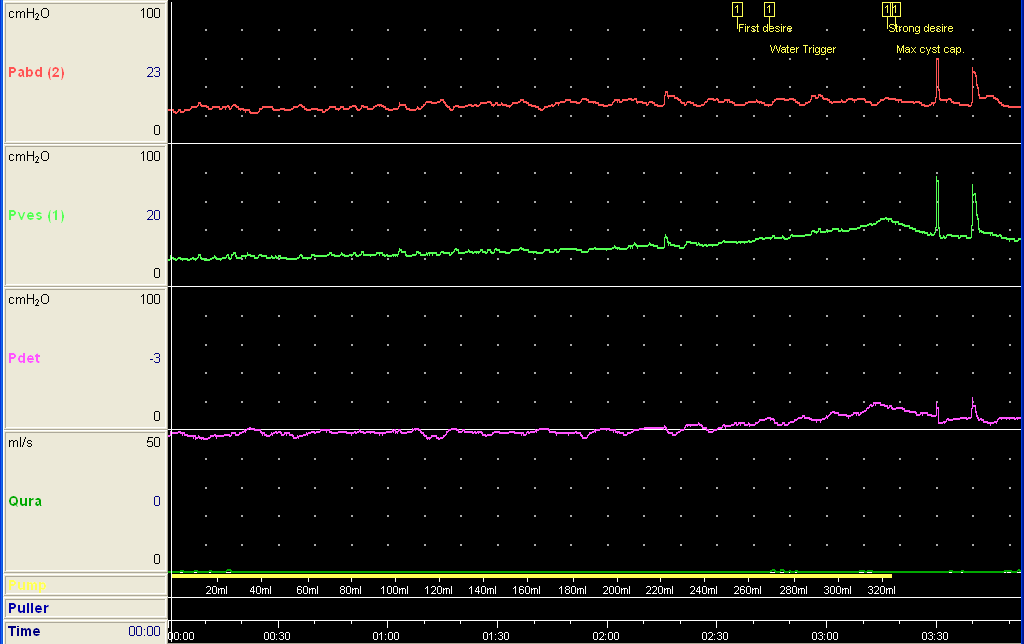 cmH2O 100
Pabd (2) 23
0
1 1 1 1
First desire Strong desire
Water Trigger Max cyst cap.
cmH2O 100
Pves (1) 20
0
cmH2O 100
Pdet -3
0
ml/s 50
Qura 0
0
Pump
20ml 40ml 60ml 80ml 100ml 120ml 140ml 160ml 180ml 200ml 220ml 240ml 260ml 280ml 300ml 320ml
Puller
Time 00:00
00:00 00:30 01:00 01:30 02:00 02:30 03:00 03:30